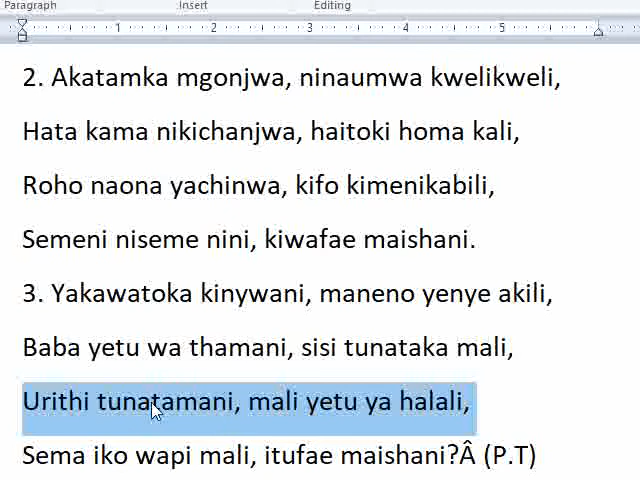 Paragraph Insert Editing
1 2 3 4 5
2. Akatamka mgonjwa, ninaumwa kwelikweli,
Hata kama nikichanjwa, haitoki homa kali,
Roho naona yachinwa, kifo kimenikabili,
Semeni niseme nini, kiwafae maishani.
3. Yakawatoka kinywani, maneno yenye akili,
Baba yetu wa thamani, sisi tunataka mali,
Urithi tunatamani, mali yetu ya halali,
Sema iko wapi mali, itufae maishani?Â (P.T)